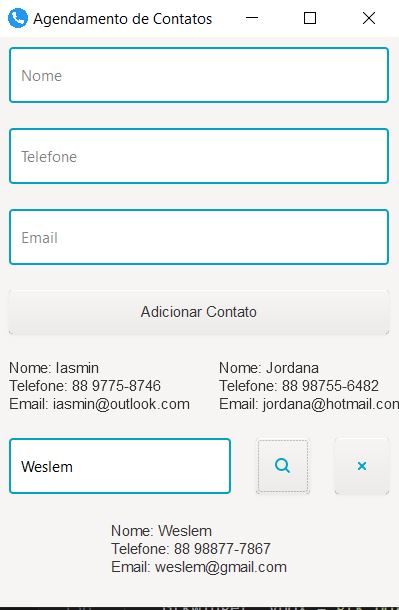 Agendamento de Contatos
Nome
Telefone
Email
Adicionar Contato
Nome: Iasmin
Telefone: 88 9775-8746
Email: iasmin@outlook.com
Nome: Jordana
Telefone: 88 98755-6482
Email: jordana@hotmail.con
Weslem
Nome: Weslem
Telefone: 88 98877-7867
Email: weslem@gmail.com